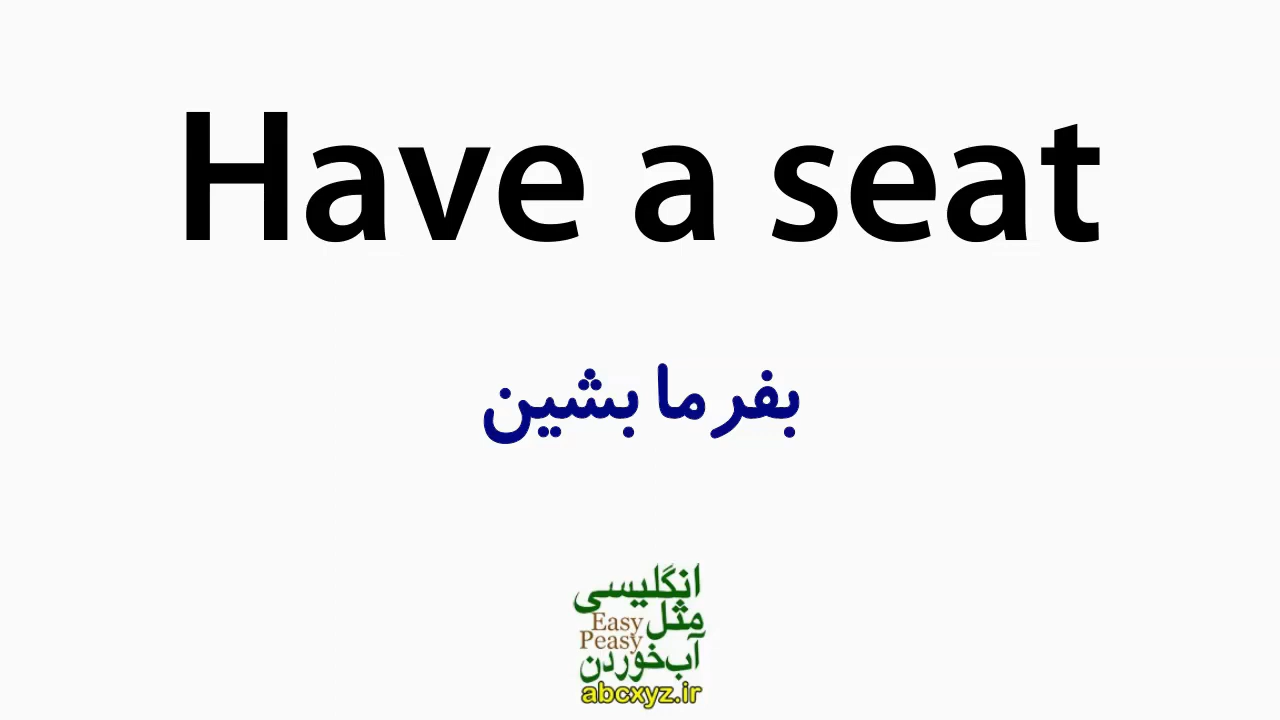 Have a seat
بفرما بشین
انگلیسی
مثل
Easy
Peasy
آب‌خوردن
abcxyz.ir